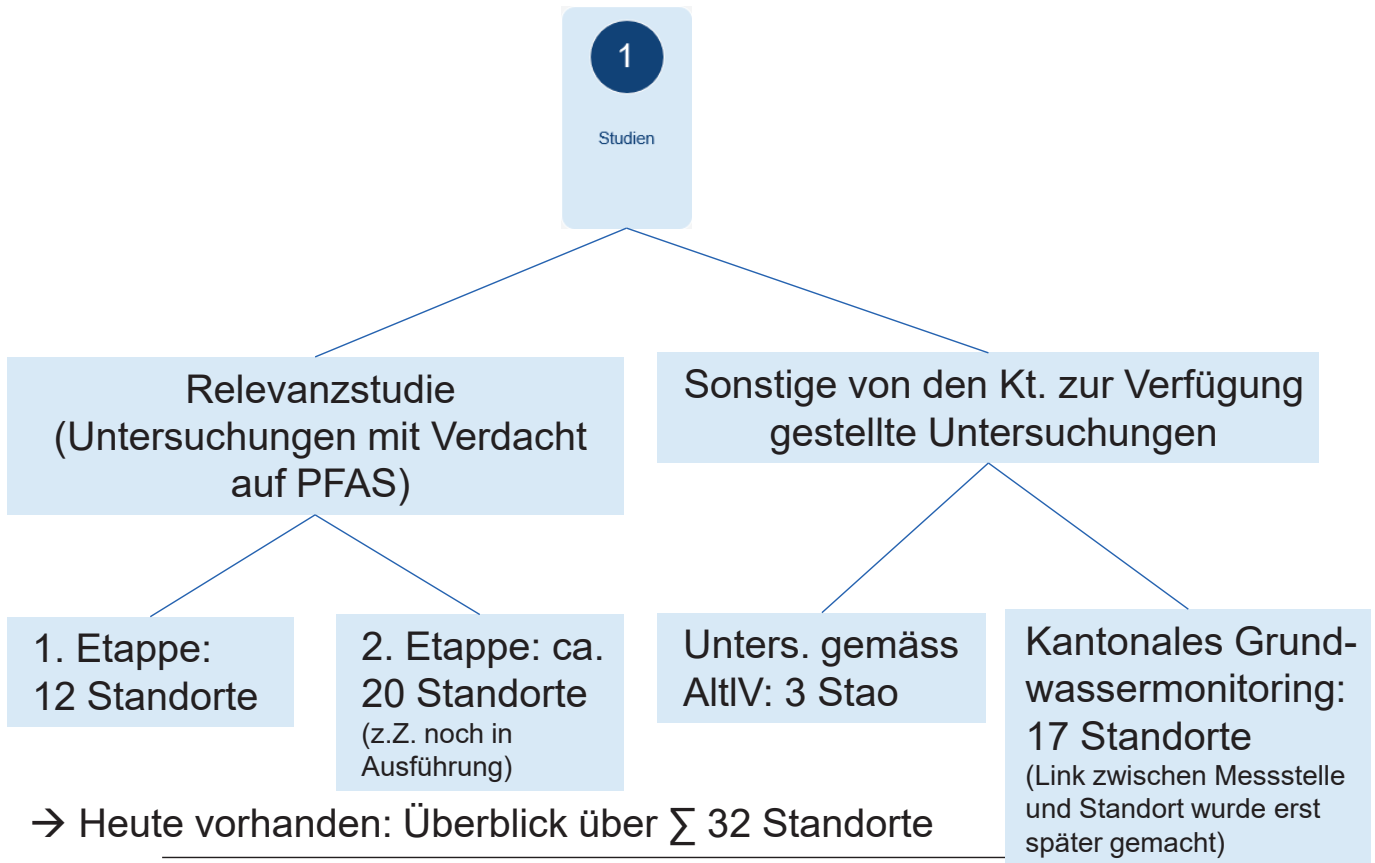 1
Studien
Relevanzstudie
(Untersuchungen mit Verdacht
auf PFAS)
Sonstige von den Kt. zur Verfügung
gestellte Untersuchungen
1. Etappe:
12 Standorte
2. Etappe: ca.
20 Standorte
(z.Z. noch in
Ausführung)
Unters. gemäss
AltlV: 3 Stao
Kantonales Grund-
wassermonitoring:
17 Standorte
(Link zwischen Messstelle
und Standort wurde erst
später gemacht)
→ Heute vorhanden: Überblick über ∑ 32 Standorte